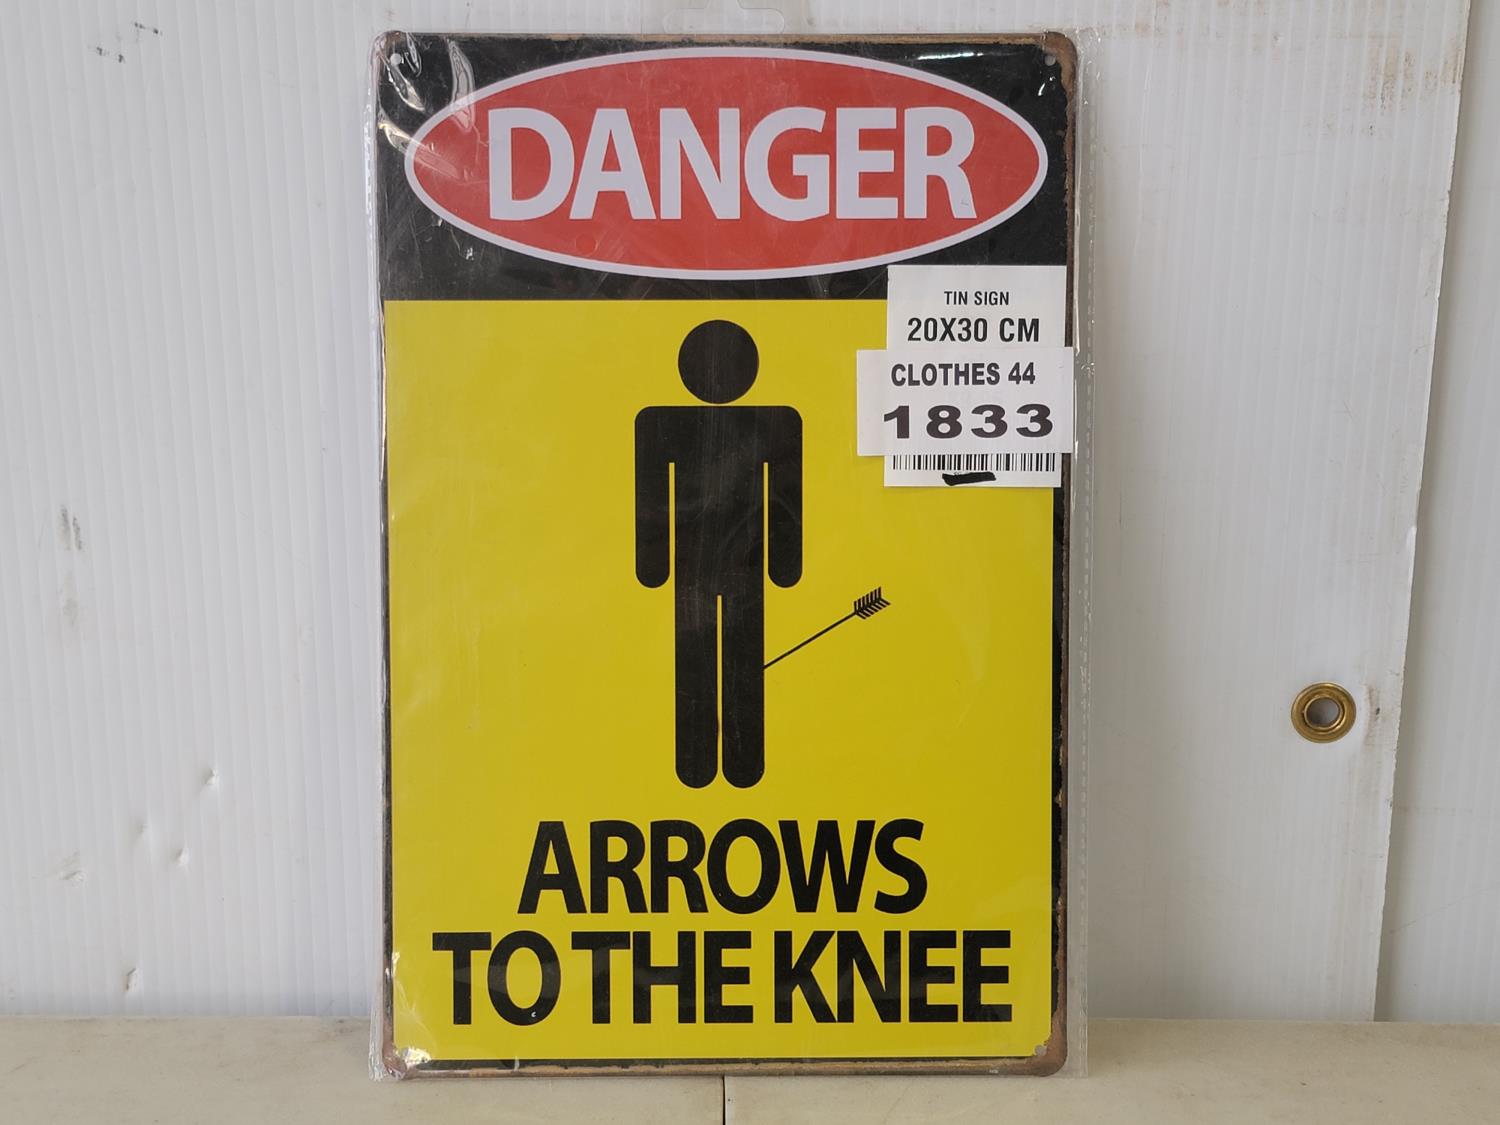 DANGER
TIN SIGN
20X30 CM
CLOTHES 44
1833
ARROWS
TO THE KNEE